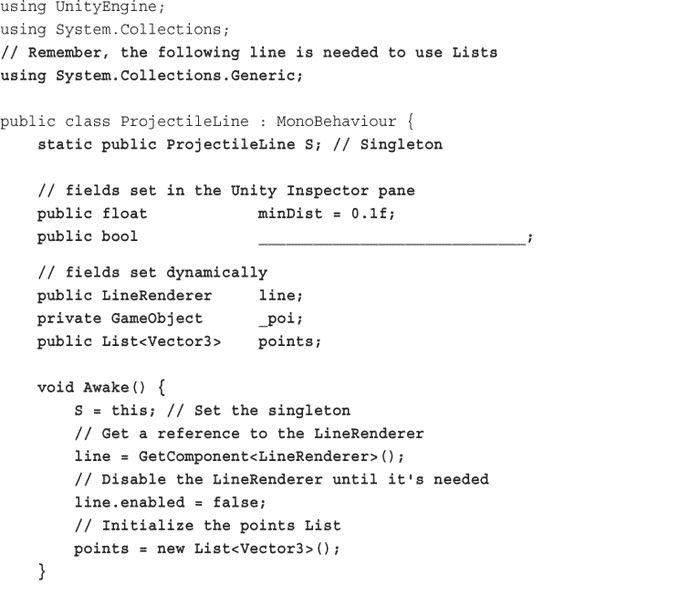 using UnityEngine;
using System.Collections;
// Remember, the following line is needed to use Lists
using System.Collections.Generic;
public class ProjectileLine : MonoBehaviour {
static public ProjectileLine S; // Singleton
// fields set in the Unity Inspector pane
public float minDist = 0.1f;
public bool _____________________________;
// fields set dynamically
public LineRenderer line;
private GameObject _poi;
public List<Vector3> points;
void Awake() {
S = this; // Set the singleton
// Get a reference to the LineRenderer
line = GetComponent<LineRenderer>();
// Disable the LineRenderer until it's needed
line.enabled = false;
// Initialize the points List
points = new List<Vector3>();
}